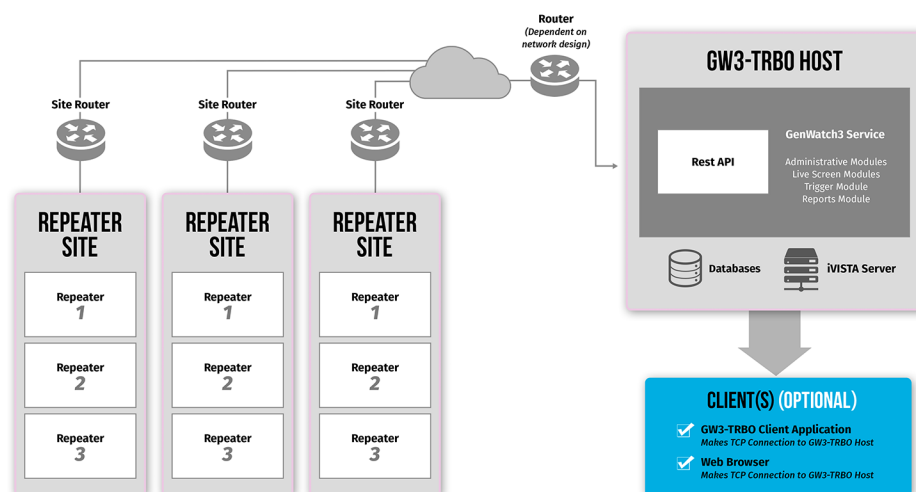 Router
(Dependent on
network design)
GW3-TRBO HOST
Site Router
Site Router
Site Router
Rest API
GenWatch3 Service
Administrative Modules
Live Screen Modules
Trigger Module
Reports Module
Databases
iVISTA Server
REPEATER
SITE
Repeater
1
Repeater
2
Repeater
3
REPEATER
SITE
Repeater
1
Repeater
2
Repeater
3
REPEATER
SITE
Repeater
1
Repeater
2
Repeater
3
CLIENT(S) (OPTIONAL)
GW3-TRBO Client Application
Makes TCP Connection to GW3-TRBO Host
Web Browser
Makes TCP Connection to GW3-TRBO Host